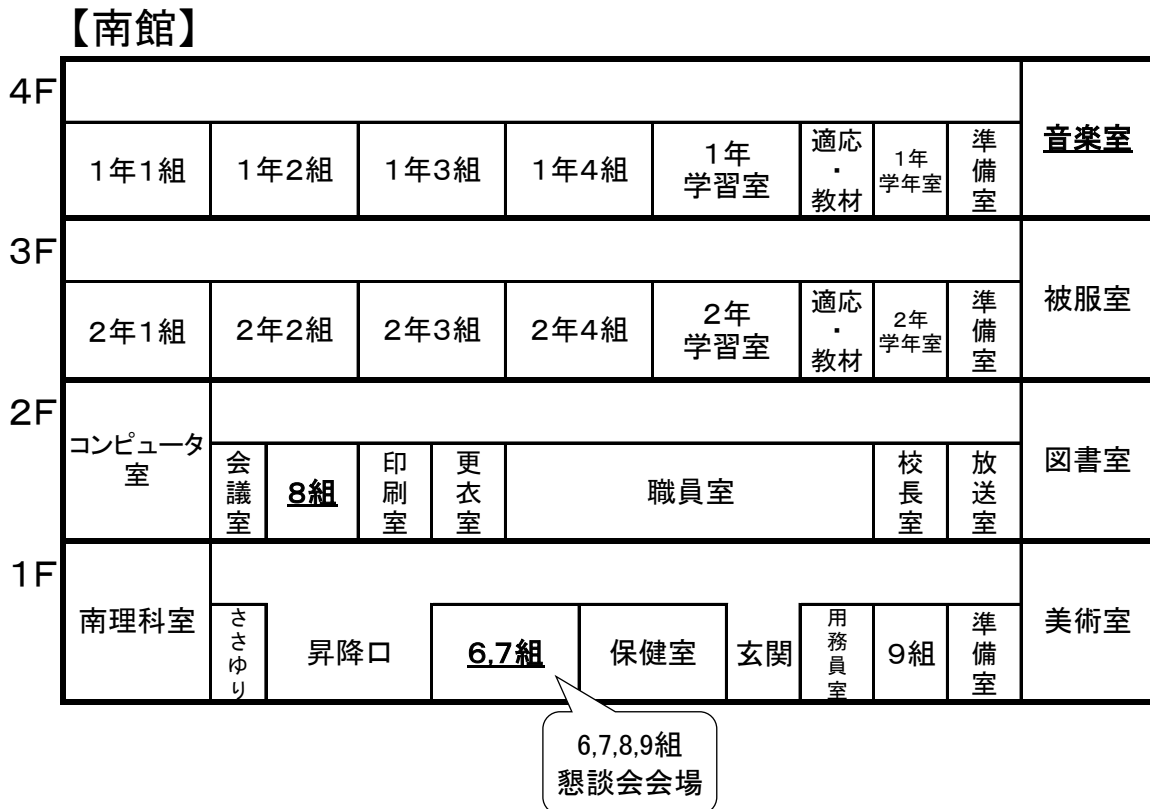 【南館】
4F
1年1組
1年2組
1年3組
1年4組
1年
学習室
適応
・
教材
1年
学年室
準備室
音楽室
3F
2年1組
2年2組
2年3組
2年4組
2年
学習室
適応
・
教材
2年
学年室
準備室
被服室
2F
コンピュータ
室
会議室
8組
印刷室
更衣室
職員室
校長室
放送室
図書室
1F
南理科室
ささゆり
昇降口
6,7組
保健室
玄関
用務員室
9組
準備室
美術室
6,7,8,9組
懇談会会場